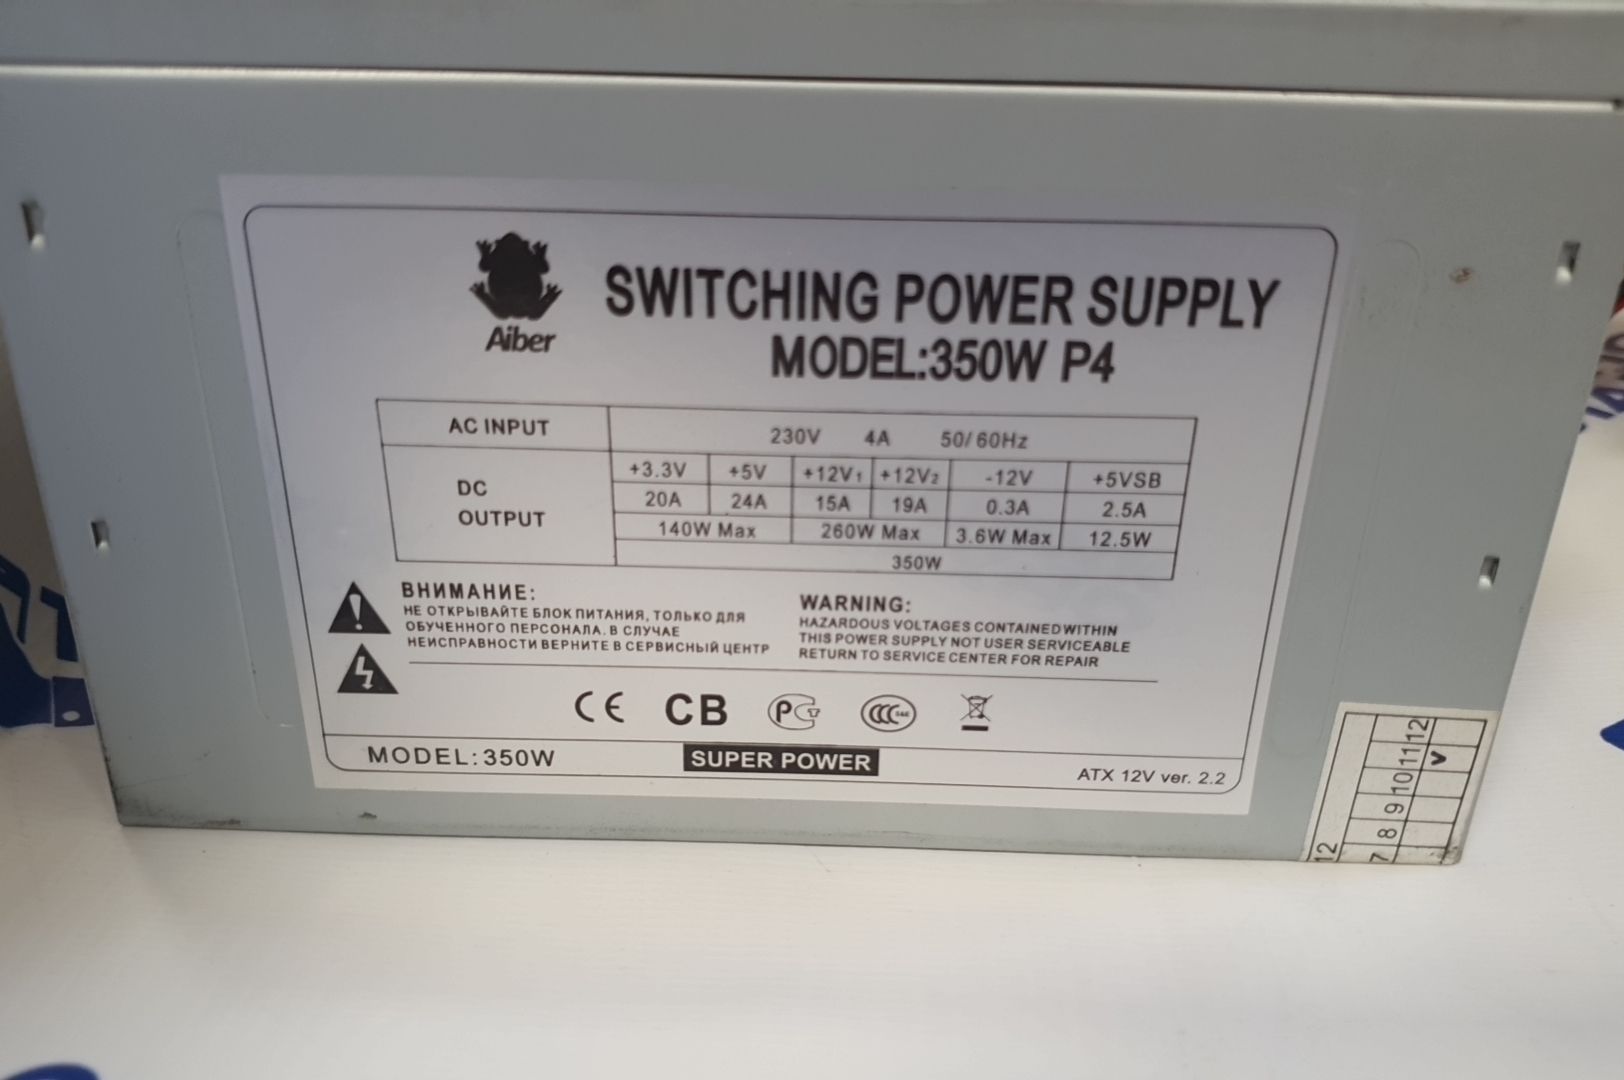 Aiber
SWITCHING POWER SUPPLY
MODEL:350W P4
AC INPUT 230V 4A 50/60Hz
DC OUTPUT
+3.3V +5V +12V₁ +12V₂ -12V +5VSB
20A 24A 15A 19A 0.3A 2.5A
140W Max 260W Max 3.6W Max 12.5W
350W
ВНИМАНИЕ:
НЕ ОТКРЫВАЙТЕ БЛОК ПИТАНИЯ, ТОЛЬКО ДЛЯ
ОБУЧЕННОГО ПЕРСОНАЛА. В СЛУЧАЕ
НЕИСПРАВНОСТИ ВЕРНИТЕ В СЕРВИСНЫЙ ЦЕНТР
WARNING:
HAZARDOUS VOLTAGES CONTAINED WITHIN
THIS POWER SUPPLY NOT USER SERVICEABLE
RETURN TO SERVICE CENTER FOR REPAIR
CE CB PG CCC S&E
MODEL:350W SUPER POWER ATX 12V ver. 2.2
12
7 8 9 10 11 12
V